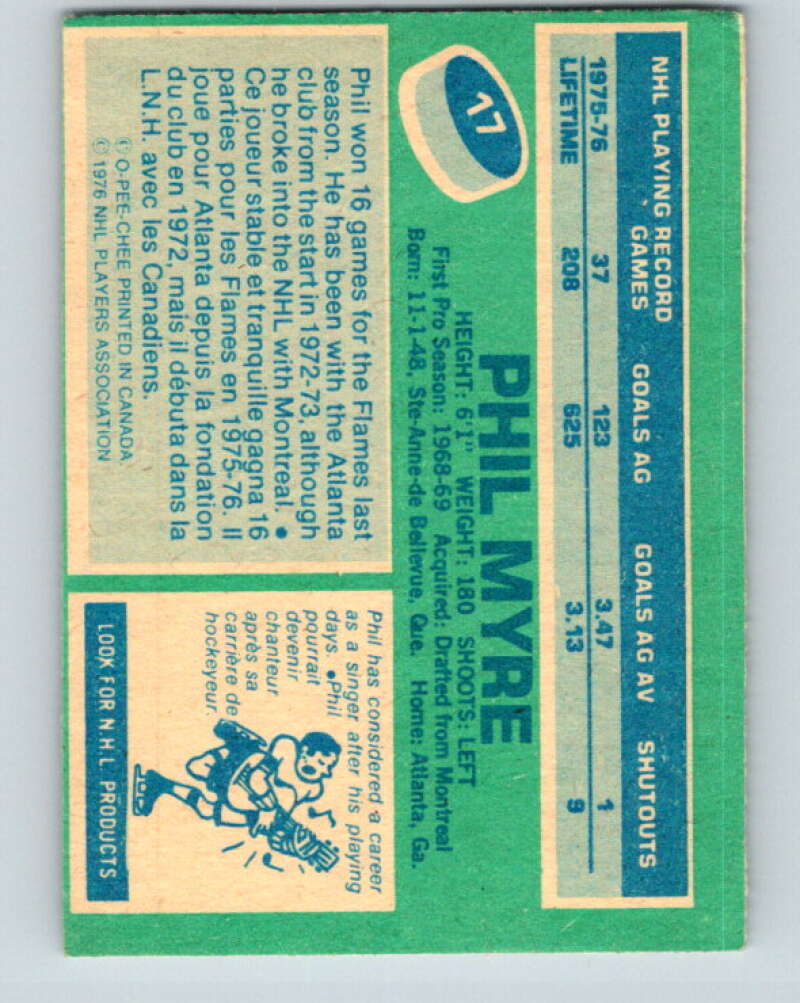 NHL PLAYING RECORD
GAMES GOALS AG GOALS AG AV SHUTOUTS
1975-76 37 123 3.47 1
LIFETIME 208 625 3.13 9
17
PHIL MYRE
HEIGHT: 6'1" WEIGHT: 180 SHOOTS: LEFT
First Pro Season: 1968-69 Acquired: Drafted from Montreal
Born: 11-1-48, Ste-Anne-de Bellevue, Que. Home: Atlanta, Ga.
Phil won 16 games for the Flames last
season. He has been with the Atlanta
club from the start in 1972-73, although
he broke into the NHL with Montreal. •
Ce joueur stable et tranquille gagna 16
parties pour les Flames en 1975-76. Il
joue pour Atlanta depuis la fondation
du club en 1972, mais il débuta dans la
L.N.H. avec les Canadiens.
© O-PEE-CHEE PRINTED IN CANADA
© 1976 NHL PLAYERS ASSOCIATION
Phil has considered a career
as a singer after his playing
days. •Phil
pourrait
devenir
chanteur
après sa
carrière de
hockeyeur.
LOOK FOR N.H.L. PRODUCTS